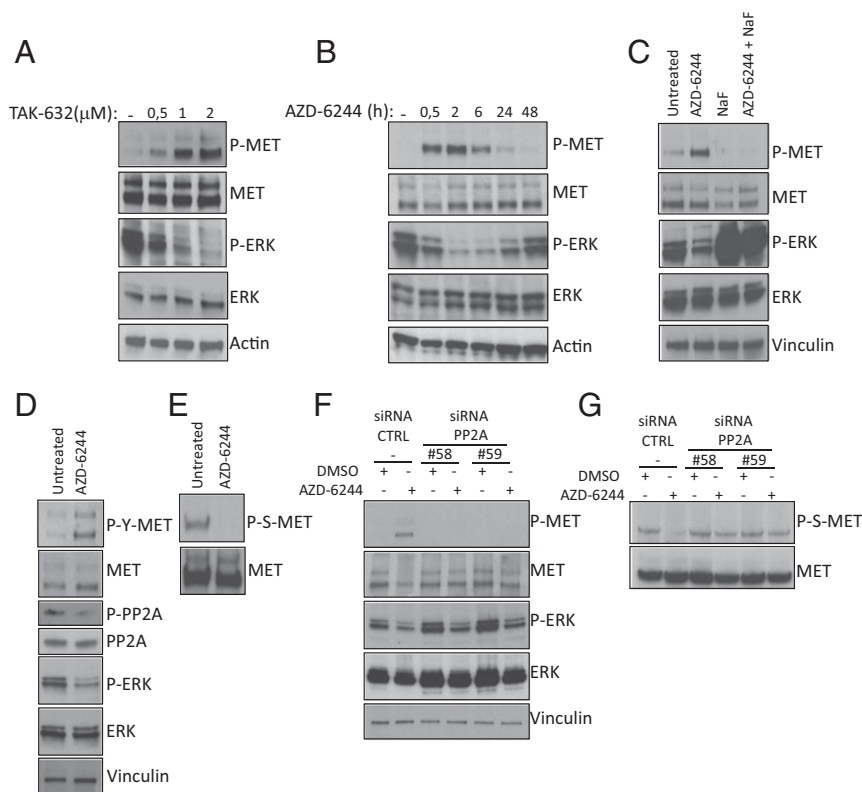 A
TAK-632(μM): - 0,5 1 2
P-MET
MET
P-ERK
ERK
Actin
B
AZD-6244 (h): - 0,5 2 6 24 48
P-MET
MET
P-ERK
ERK
Actin
C
Untreated
AZD-6244
NaF
AZD-6244 + NaF
P-MET
MET
P-ERK
ERK
Vinculin
D
Untreated
AZD-6244
P-Y-MET
MET
P-PP2A
PP2A
P-ERK
ERK
Vinculin
E
Untreated
AZD-6244
P-S-MET
MET
F
siRNA CTRL
siRNA PP2A
- #58 #59
DMSO + - + - + -
AZD-6244 - + - + - +
P-MET
MET
P-ERK
ERK
Vinculin
G
siRNA CTRL
siRNA PP2A
- #58 #59
DMSO + - + - + -
AZD-6244 - + - + - +
P-S-MET
MET